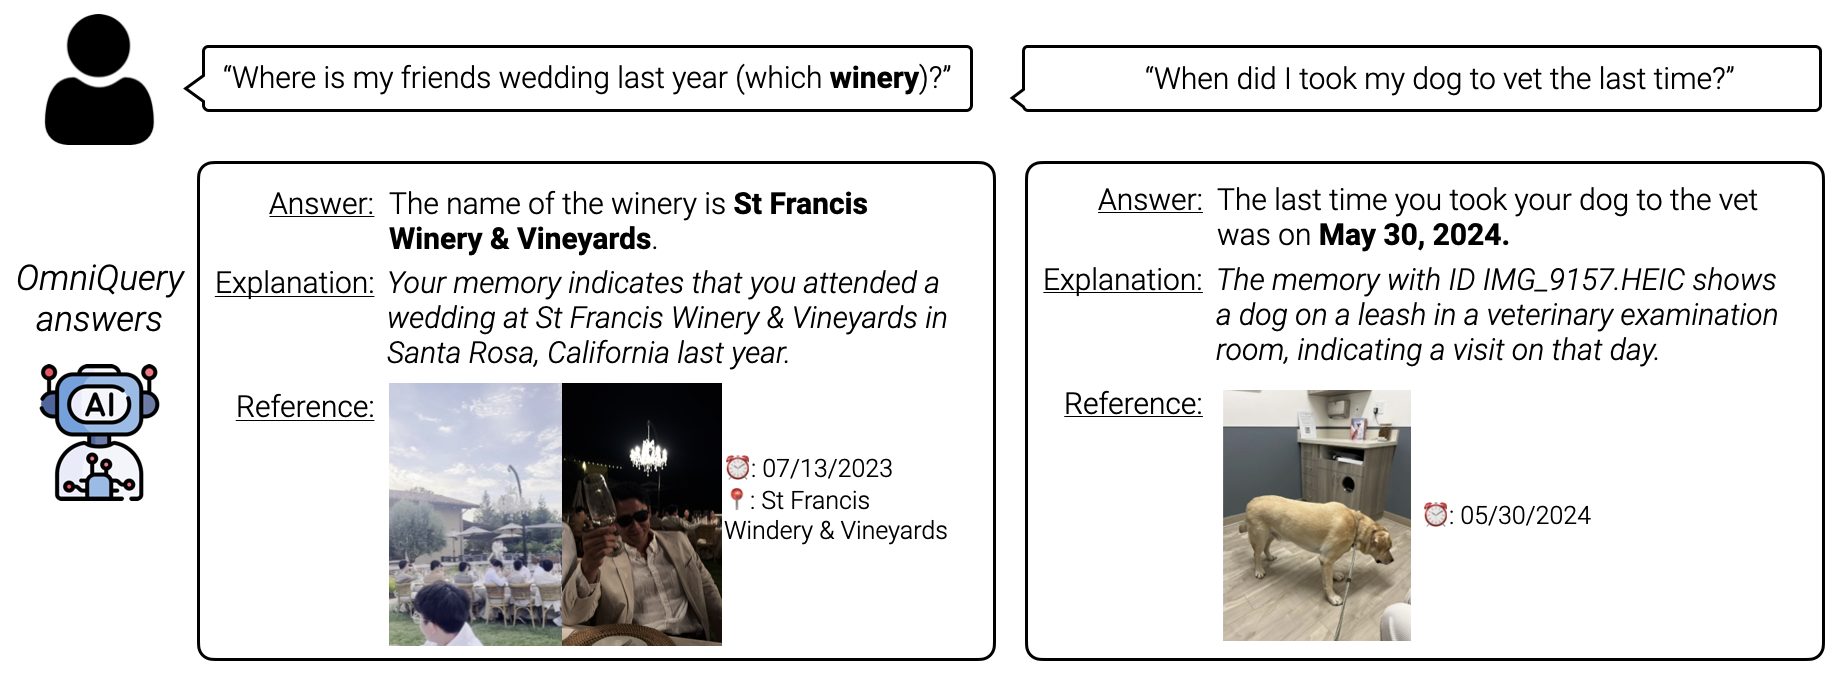 “Where is my friends wedding last year (which winery)?”
“When did I took my dog to vet the last time?”
OmniQuery
answers
AI
Answer: The name of the winery is St Francis
Winery & Vineyards.
Explanation: Your memory indicates that you attended a
wedding at St Francis Winery & Vineyards in
Santa Rosa, California last year.
Reference:
: 07/13/2023
: St Francis
Windery & Vineyards
Answer: The last time you took your dog to the vet
was on May 30, 2024.
Explanation: The memory with ID IMG_9157.HEIC shows
a dog on a leash in a veterinary examination
room, indicating a visit on that day.
Reference:
: 05/30/2024